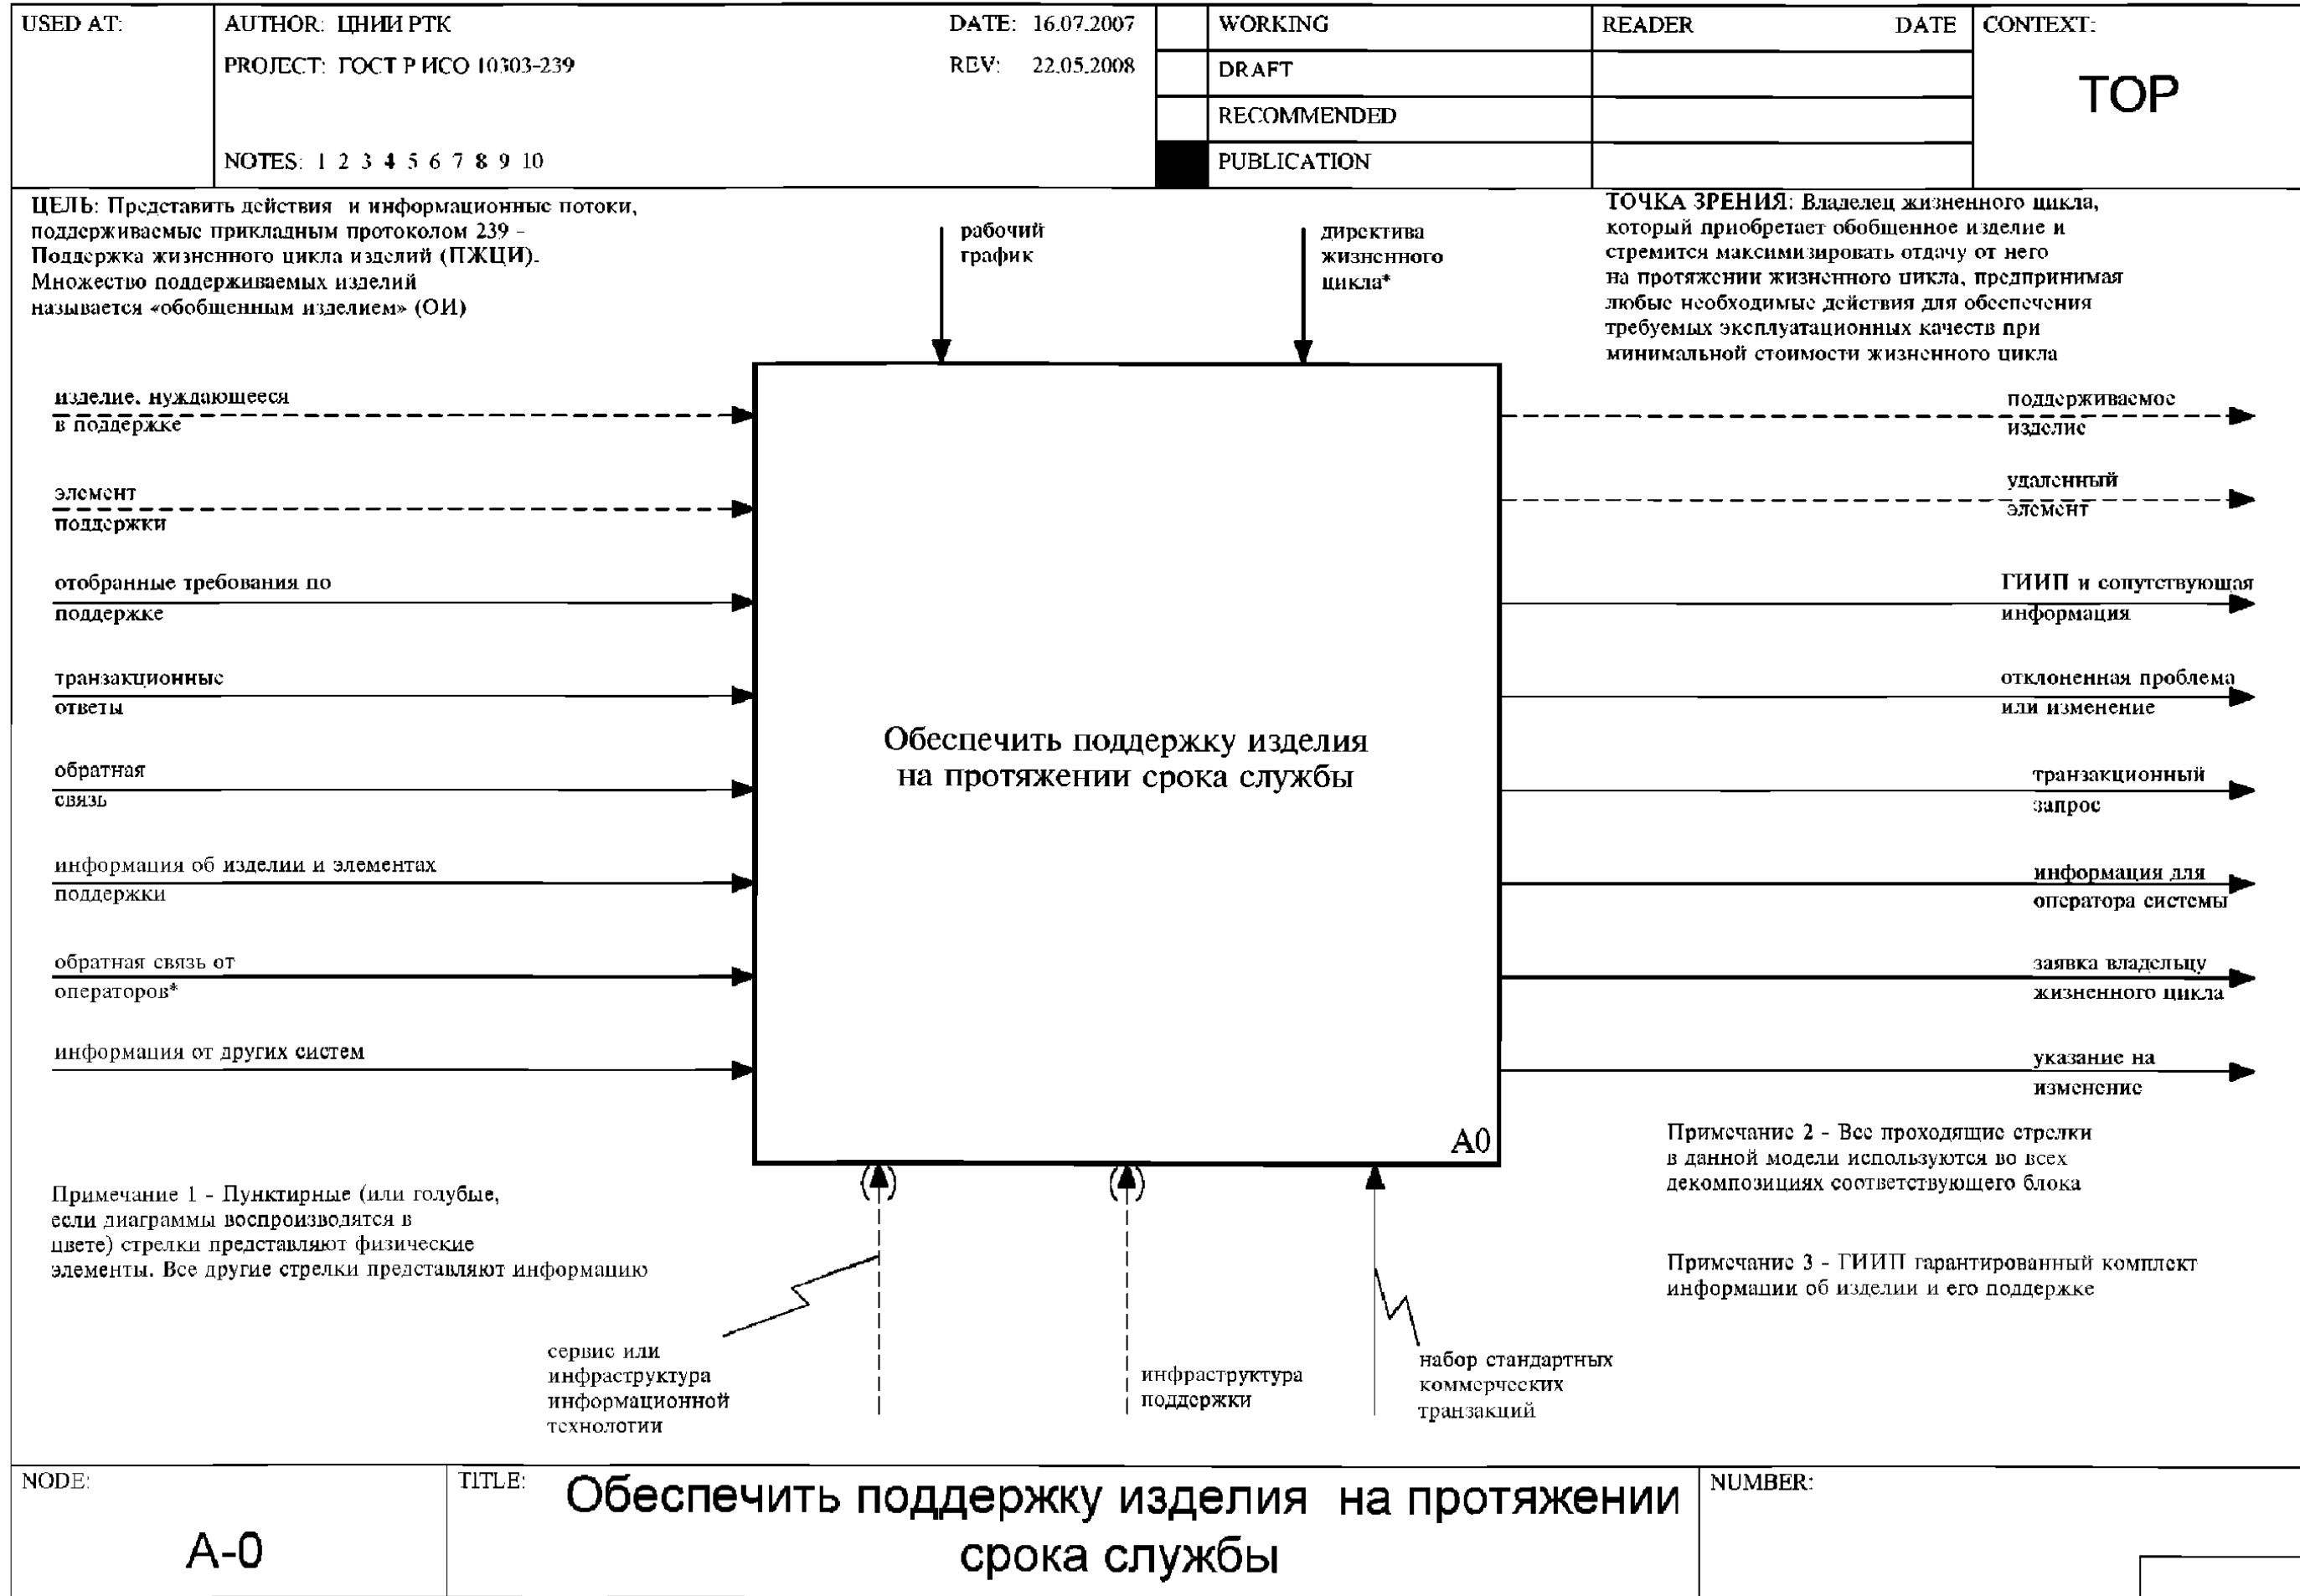 USED AT:
AUTHOR: ЦНИИ РТК
DATE: 16.07.2007
PROJECT: ГОСТ Р ИСО 10303-239
REV: 22.05.2008
NOTES: 1 2 3 4 5 6 7 8 9 10
WORKING
DRAFT
RECOMMENDED
PUBLICATION
READER DATE
CONTEXT:
TOP
ЦЕЛЬ: Представить действия и информационные потоки,
поддерживаемые прикладным протоколом 239 -
Поддержка жизненного цикла изделий (ПЖЦИ).
Множество поддерживаемых изделий
называется «обобщенным изделием» (ОИ)
рабочий
график
директива
жизненного
цикла*
ТОЧКА ЗРЕНИЯ: Владелец жизненного цикла,
который приобретает обобщенное изделие и
стремится максимизировать отдачу от него
на протяжении жизненного цикла, предпринимая
любые необходимые действия для обеспечения
требуемых эксплуатационных качеств при
минимальной стоимости жизненного цикла
изделие, нуждающееся
в поддержке
элемент
поддержки
отобранные требования по
поддержке
транзакционные
ответы
обратная
связь
информация об изделии и элементах
поддержки
обратная связь от
операторов*
информация от других систем
Обеспечить поддержку изделия
на протяжении срока службы
A0
поддерживаемое
изделие
удаленный
элемент
ГИИП и сопутствующая
информация
отклоненная проблема
или изменение
транзакционный
запрос
информация для
оператора системы
заявка владельцу
жизненного цикла
указание на
изменение
Примечание 1 - Пунктирные (или голубые,
если диаграммы воспроизводятся в
цвете) стрелки представляют физические
элементы. Все другие стрелки представляют информацию
Примечание 2 - Все проходящие стрелки
в данной модели используются во всех
декомпозициях соответствующего блока
Примечание 3 - ГИИП гарантированный комплект
информации об изделии и его поддержке
сервис или
инфраструктура
информационной
технологии
инфраструктура
поддержки
набор стандартных
коммерческих
транзакций
NODE:
A-0
TITLE:
Обеспечить поддержку изделия на протяжении
срока службы
NUMBER: